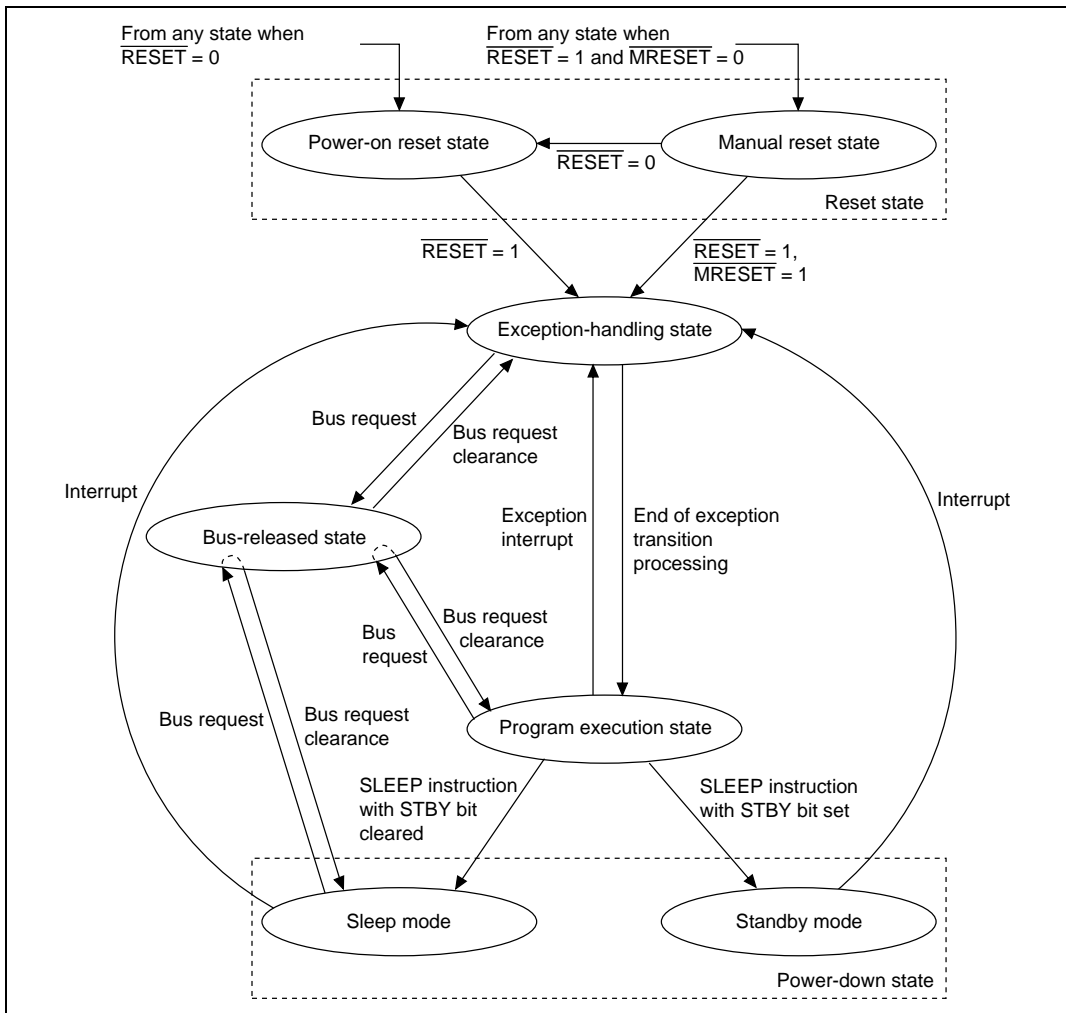 From any state when
RESET = 0
From any state when
RESET = 1 and MRESET = 0
Power-on reset state
RESET = 0
Manual reset state
Reset state
RESET = 1
RESET = 1,
MRESET = 1
Exception-handling state
Bus request
Bus request
clearance
Interrupt
Bus-released state
Exception
interrupt
End of exception
transition
processing
Interrupt
Bus
request
Bus request
clearance
Bus request
Bus request
clearance
Program execution state
SLEEP instruction
with STBY bit
cleared
SLEEP instruction
with STBY bit set
Sleep mode
Standby mode
Power-down state